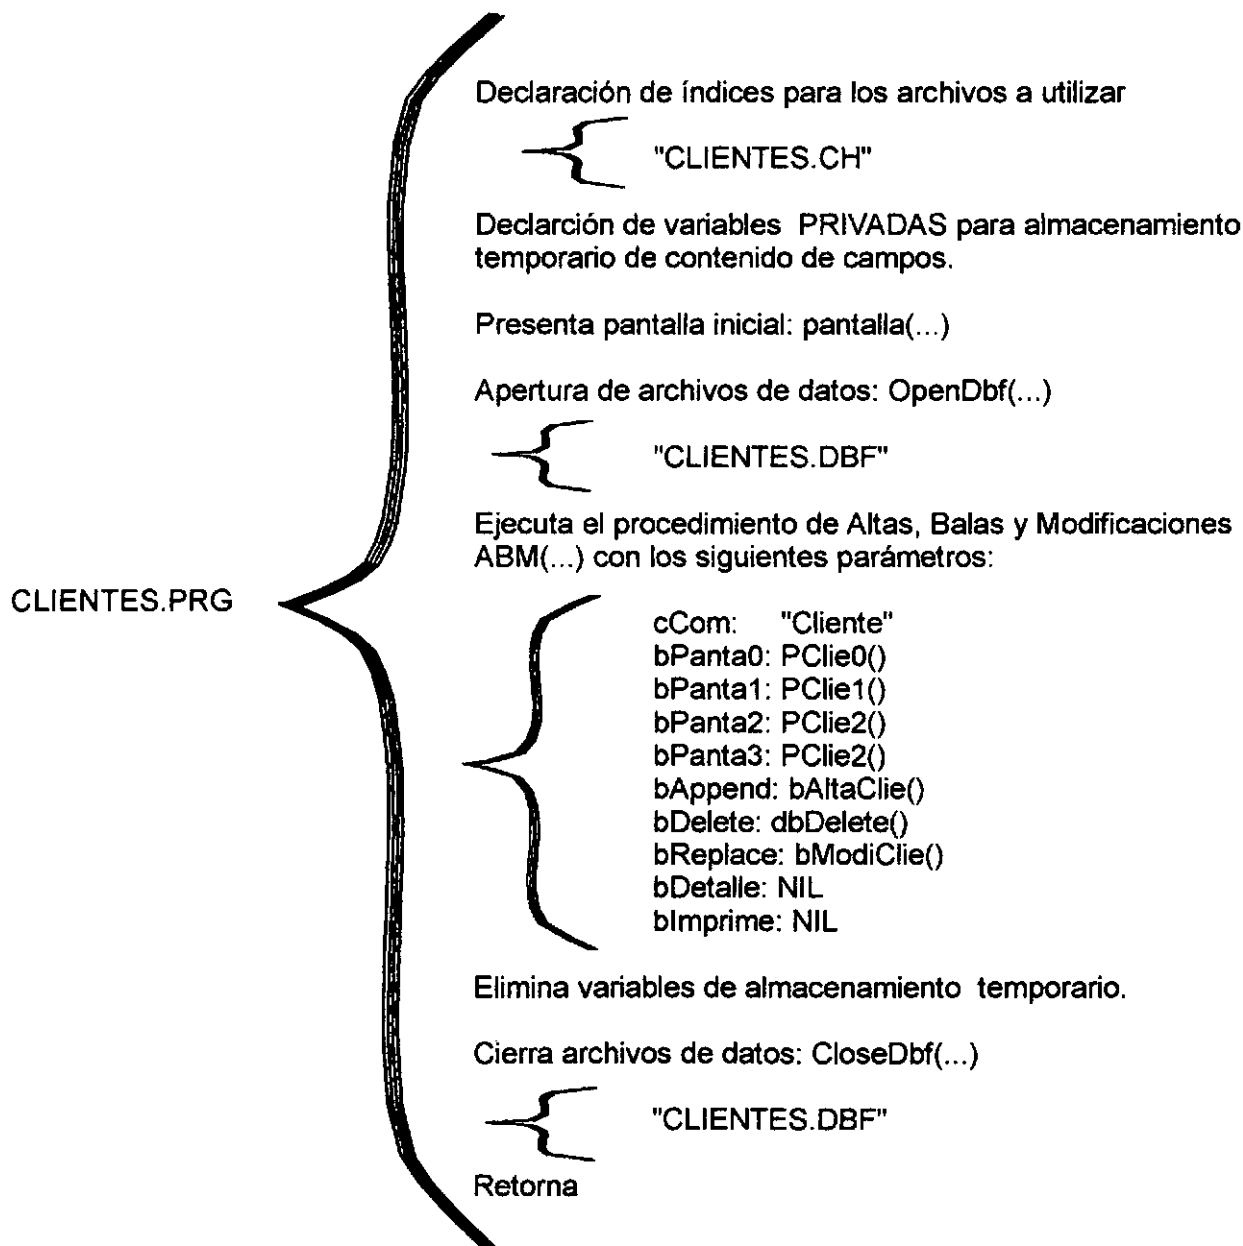 Declaración de índices para los archivos a utilizar
"CLIENTES.CH"
Declarción de variables PRIVADAS para almacenamiento
temporario de contenido de campos.
Presenta pantalla inicial: pantalla(...)
Apertura de archivos de datos: OpenDbf(...)
"CLIENTES.DBF"
Ejecuta el procedimiento de Altas, Balas y Modificaciones
ABM(...) con los siguientes parámetros:
CLIENTES.PRG
cCom: "Cliente"
bPanta0: PClie0()
bPanta1: PClie1()
bPanta2: PClie2()
bPanta3: PClie2()
bAppend: bAltaClie()
bDelete: dbDelete()
bReplace: bModiClie()
bDetalle: NIL
bImprime: NIL
Elimina variables de almacenamiento temporario.
Cierra archivos de datos: CloseDbf(...)
"CLIENTES.DBF"
Retorna